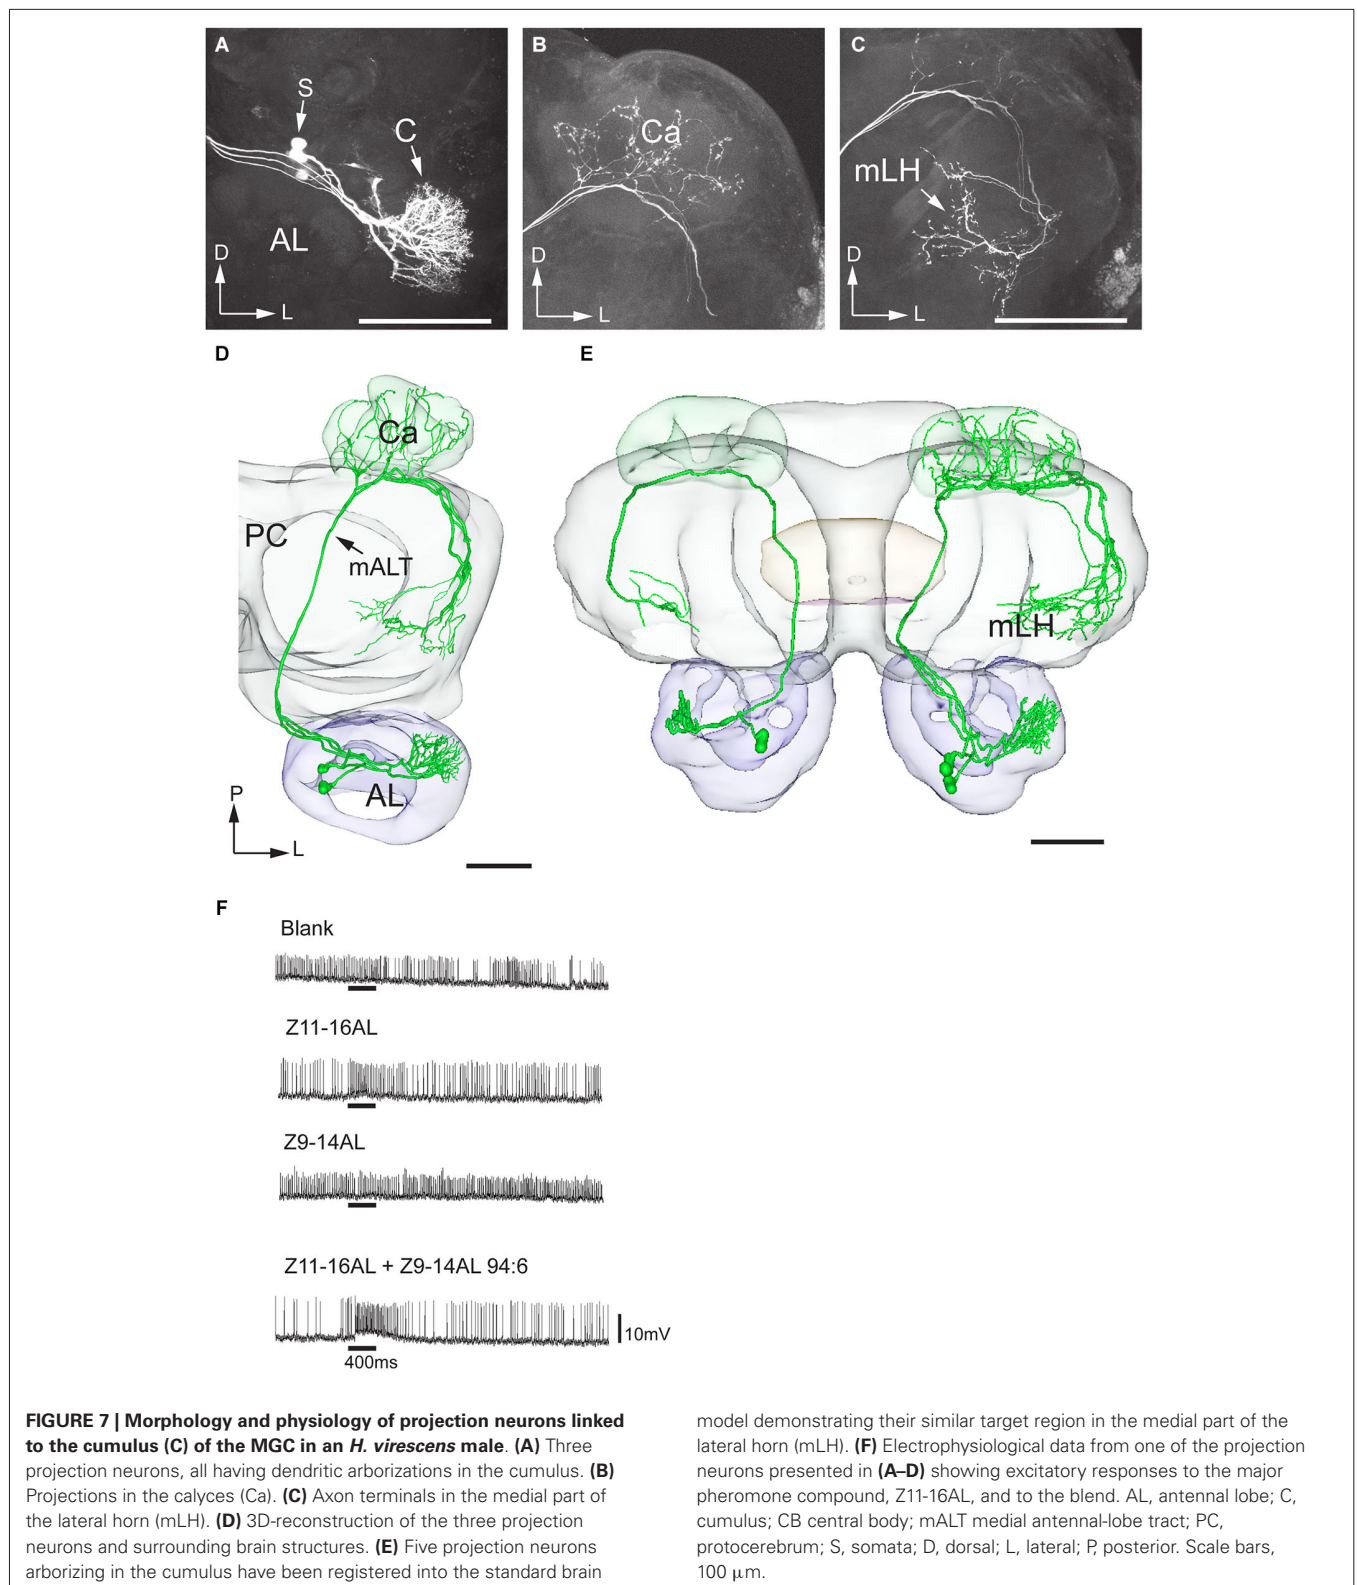 A
S
C
AL
D
L
B
Ca
D
L
C
mLH
D
L
D
Ca
PC
mALT
AL
P
L
E
mLH
F
Blank
Z11-16AL
Z9-14AL
Z11-16AL + Z9-14AL 94:6
10mV
400ms
FIGURE 7 | Morphology and physiology of projection neurons linked
to the cumulus (C) of the MGC in an H. virescens male. (A) Three
projection neurons, all having dendritic arborizations in the cumulus. (B)
Projections in the calyces (Ca). (C) Axon terminals in the medial part of
the lateral horn (mLH). (D) 3D-reconstruction of the three projection
neurons and surrounding brain structures. (E) Five projection neurons
arborizing in the cumulus have been registered into the standard brain
model demonstrating their similar target region in the medial part of the
lateral horn (mLH). (F) Electrophysiological data from one of the projection
neurons presented in (A–D) showing excitatory responses to the major
pheromone compound, Z11-16AL, and to the blend. AL, antennal lobe; C,
cumulus; CB central body; mALT medial antennal-lobe tract; PC,
protocerebrum; S, somata; D, dorsal; L, lateral; P, posterior. Scale bars,
100 μm.